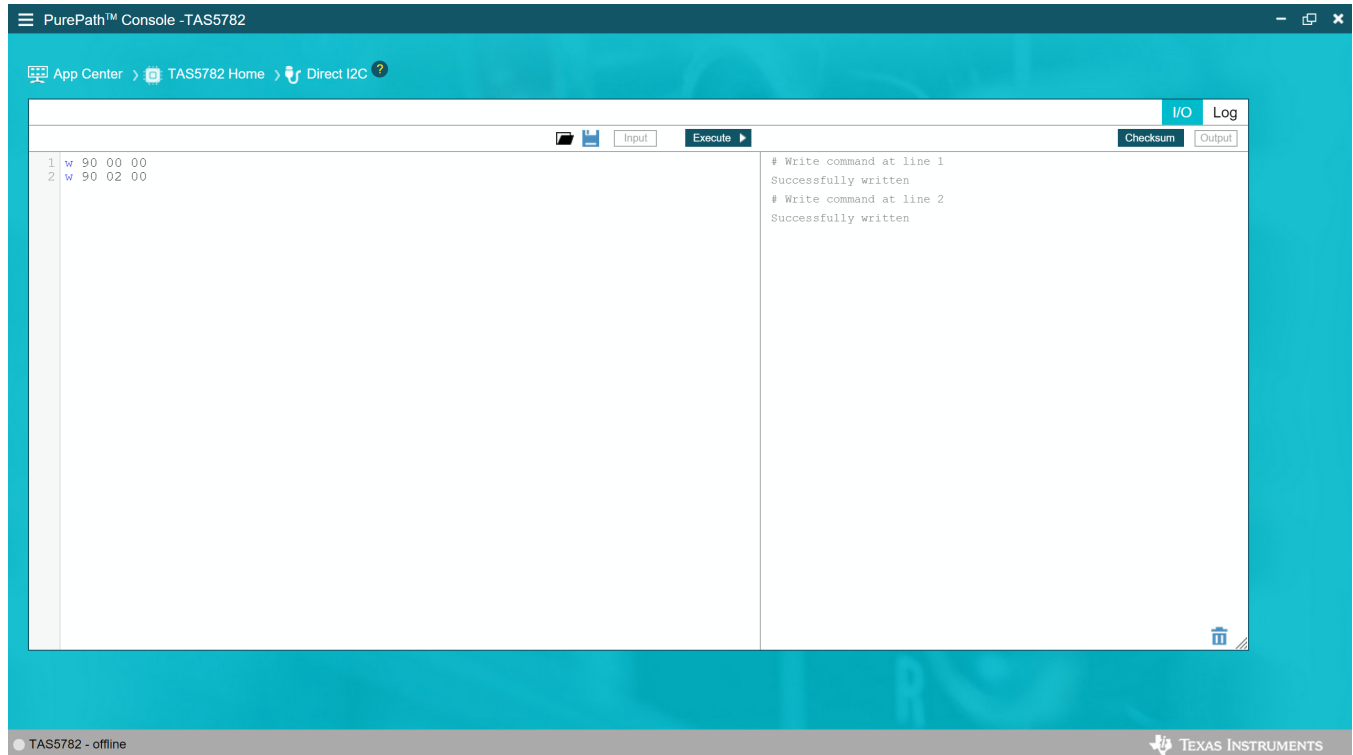 PurePath™ Console -TAS5782
App Center > TAS5782 Home > Direct I2C ?
I/O Log
Input Execute Checksum Output
1 w 90 00 00
2 w 90 02 00
# Write command at line 1
Successfully written
# Write command at line 2
Successfully written
TAS5782 - offline
TEXAS INSTRUMENTS